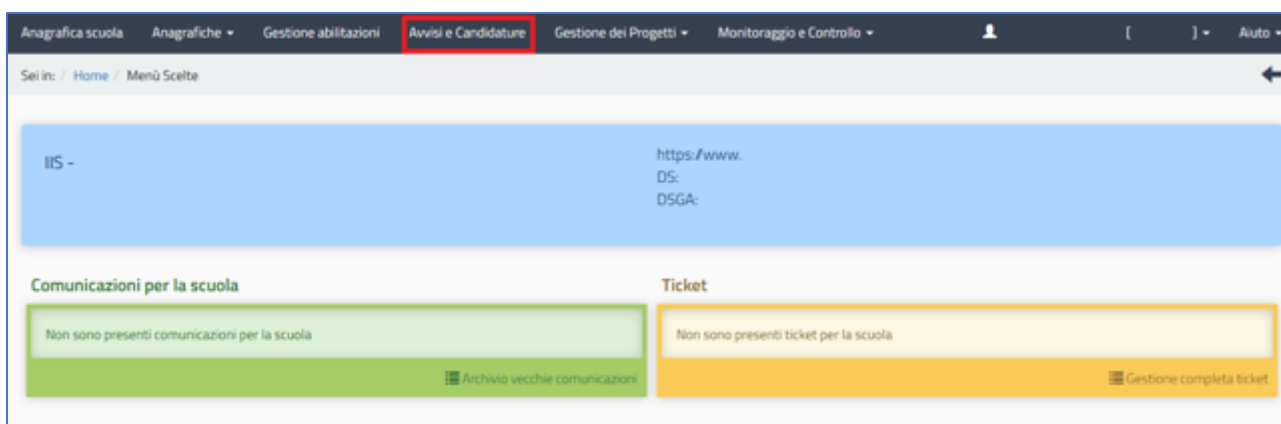 Anagrafica scuola Anagrafiche Gestione abilitazioni Avvisi e Candidature Gestione dei Progetti Monitoraggio e Controllo [ ] Aiuto
Sei in: / Home / Menù Scelte
IIS -
https://www.
DS:
DSGA:
Comunicazioni per la scuola
Non sono presenti comunicazioni per la scuola
Archivio vecchie comunicazioni
Ticket
Non sono presenti ticket per la scuola
Gestione completa ticket